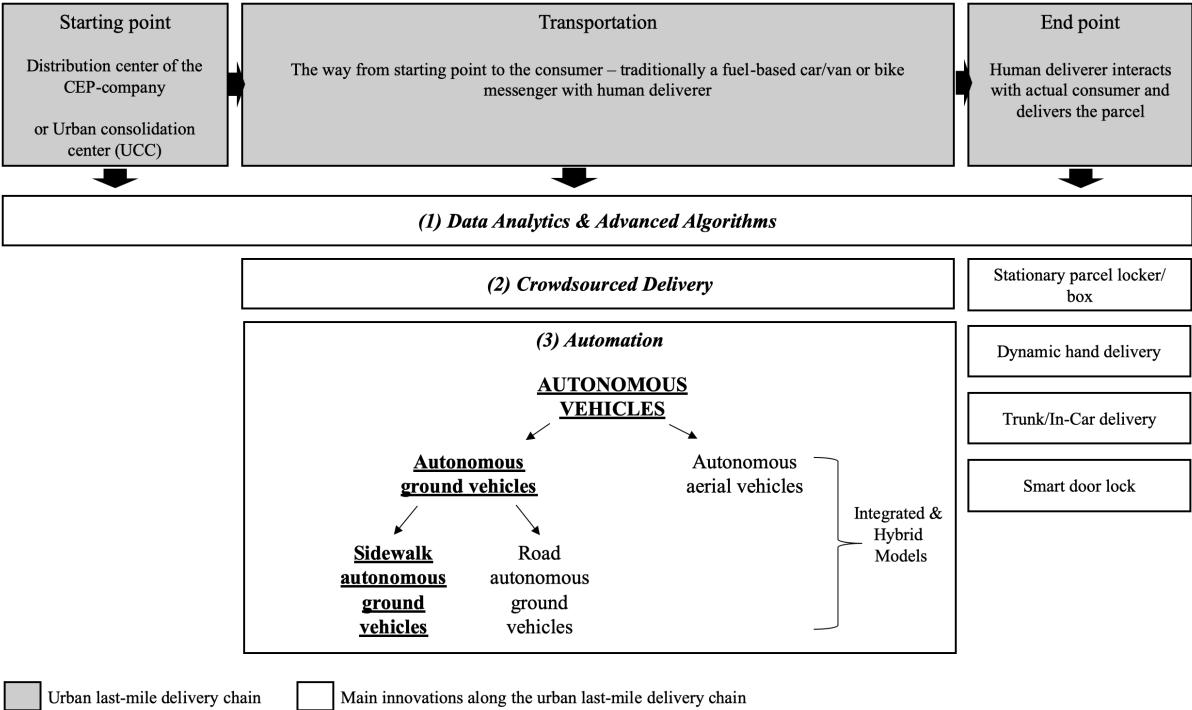 Starting point
Distribution center of the
CEP-company
or Urban consolidation
center (UCC)
Transportation
The way from starting point to the consumer – traditionally a fuel-based car/van or bike
messenger with human deliverer
End point
Human deliverer interacts
with actual consumer and
delivers the parcel
(1) Data Analytics & Advanced Algorithms
(2) Crowdsourced Delivery
Stationary parcel locker/
box
Dynamic hand delivery
Trunk/In-Car delivery
Smart door lock
(3) Automation
AUTONOMOUS
VEHICLES
Autonomous
ground vehicles
Autonomous
aerial vehicles
Sidewalk
autonomous
ground
vehicles
Road
autonomous
ground
vehicles
Integrated &
Hybrid
Models
Urban last-mile delivery chain
Main innovations along the urban last-mile delivery chain